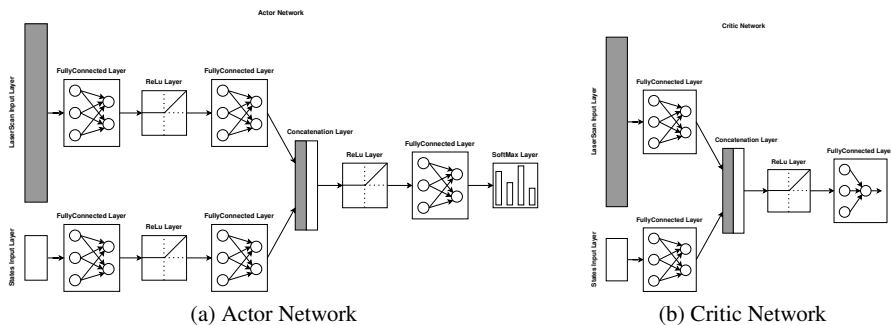 Actor Network
LaserScan Input Layer
FullyConnected Layer
ReLu Layer
FullyConnected Layer
Concatenation Layer
ReLu Layer
FullyConnected Layer
SoftMax Layer
States Input Layer
FullyConnected Layer
ReLu Layer
FullyConnected Layer
(a) Actor Network
Critic Network
LaserScan Input Layer
FullyConnected Layer
Concatenation Layer
ReLu Layer
FullyConnected Laye
States Input Layer
FullyConnected Layer
(b) Critic Network